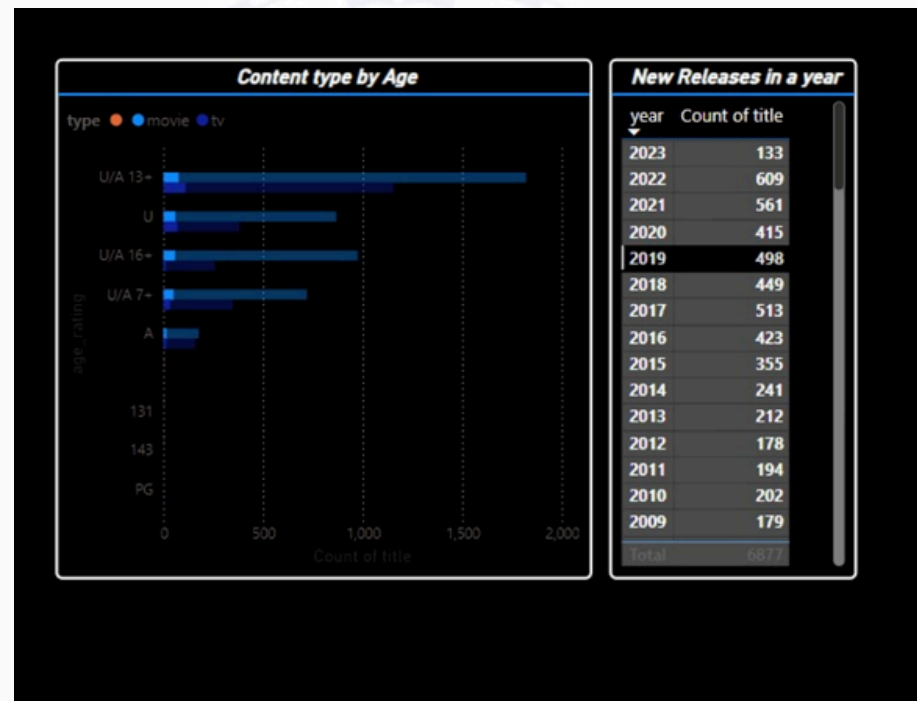 Content type by Age
type movie tv
U/A 13+
U
U/A 16+
U/A 7+
A
131
143
PG
age_rating
0 500 1,000 1,500 2,000
Count of title
New Releases in a year
year Count of title
2023 133
2022 609
2021 561
2020 415
2019 498
2018 449
2017 513
2016 423
2015 355
2014 241
2013 212
2012 178
2011 194
2010 202
2009 179
Total 6877